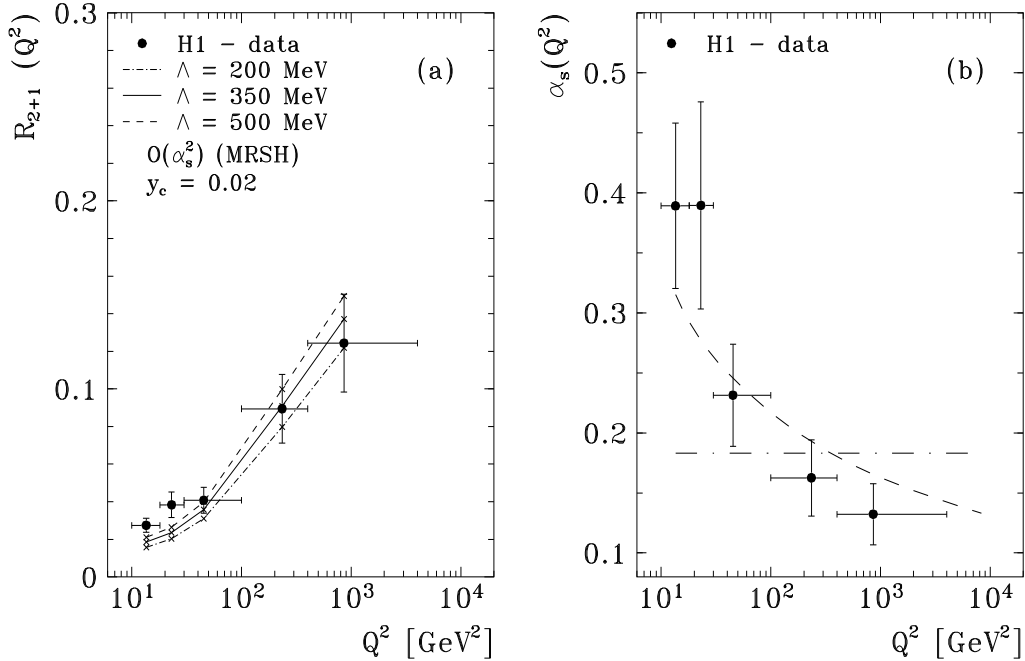 0.3
0.2
0.1
0
R₂₊₁ (Q²)
H1 - data
Λ = 200 MeV
Λ = 350 MeV
Λ = 500 MeV
O(αₛ²) (MRSH)
y_c = 0.02
(a)
10¹ 10² 10³ 10⁴
Q² [GeV²]
0.5
0.4
0.3
0.2
0.1
αₛ(Q²)
H1 - data
(b)
10¹ 10² 10³ 10⁴
Q² [GeV²]